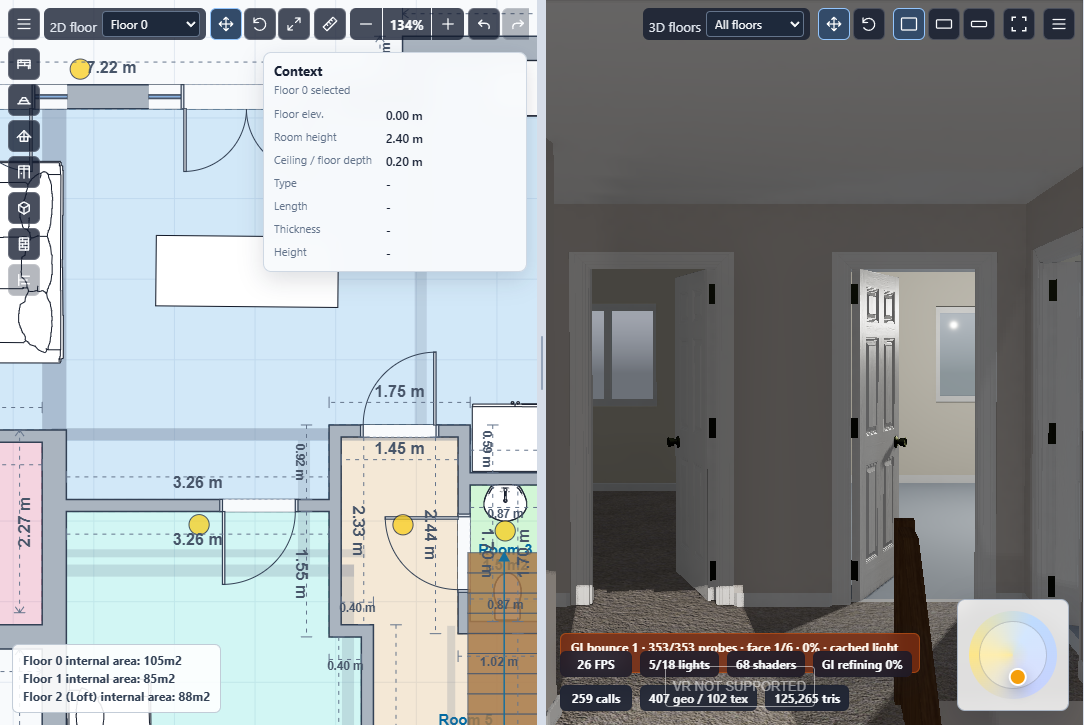 2D floor
Floor 0
134%
3D floors
All floors
7.22 m
Context
Floor 0 selected
Floor elev.
0.00 m
Room height
2.40 m
Ceiling / floor depth
0.20 m
Type
-
Length
-
Thickness
-
Height
-
1.75 m
1.45 m
0.92 m
0.59 m
3.26 m
3.26 m
2.27 m
2.33 m
2.44 m
0.87 m
1.55 m
0.40 m
0.87 m
0.40 m
1.02 m
Room 5
Floor 0 internal area: 105m2
Floor 1 internal area: 85m2
Floor 2 (Loft) internal area: 88m2
GI bounce 1 · 353/353 probes · face 1/6 · 0% · cached light
26 FPS
5/18 lights
68 shaders
GI refining 0%
VR NOT SUPPORTED
259 calls
407 geo / 102 tex
125,265 tris